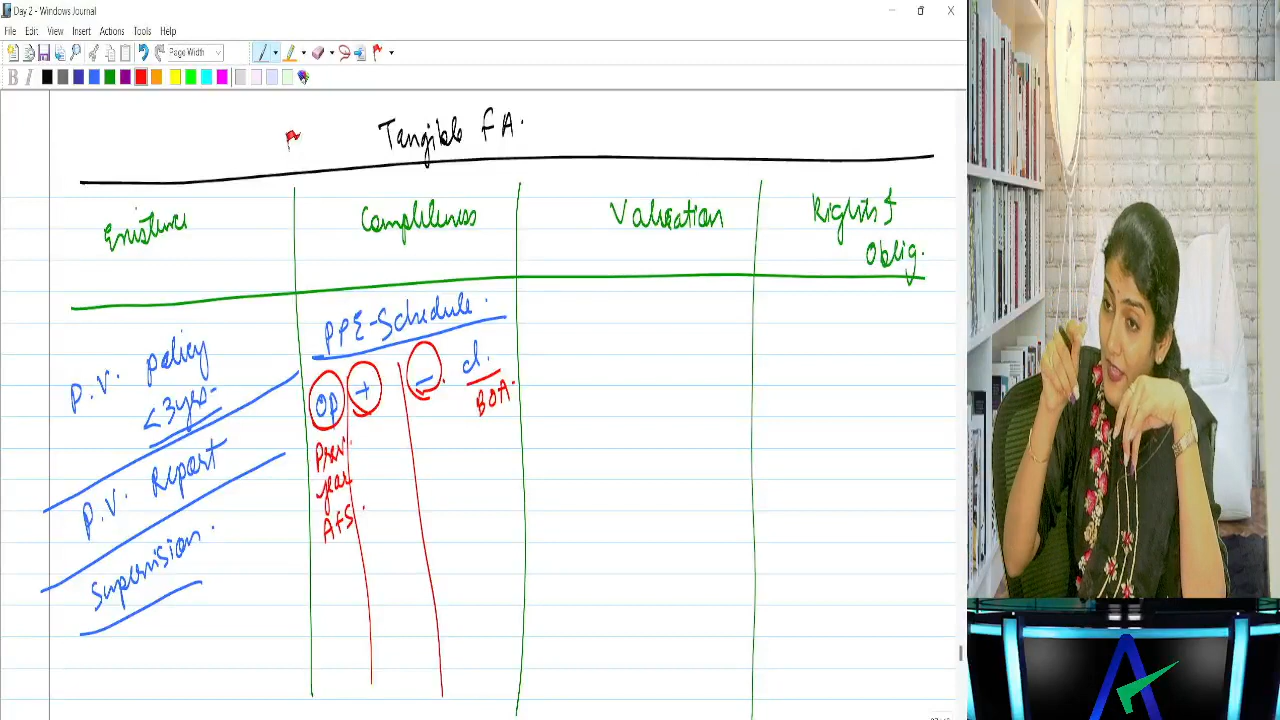 Day 2 - Windows Journal
File Edit View Insert Actions Tools Help
Page Width
B I
Tangible FA.
Existence
Completeness
Valuation
Rights &
Oblig.
P.V. policy
<3yrs-
P.V. Report
Supervision.
PPE-Schedule.
Op + - cl.
BOA.
Prev.
year
AFS.